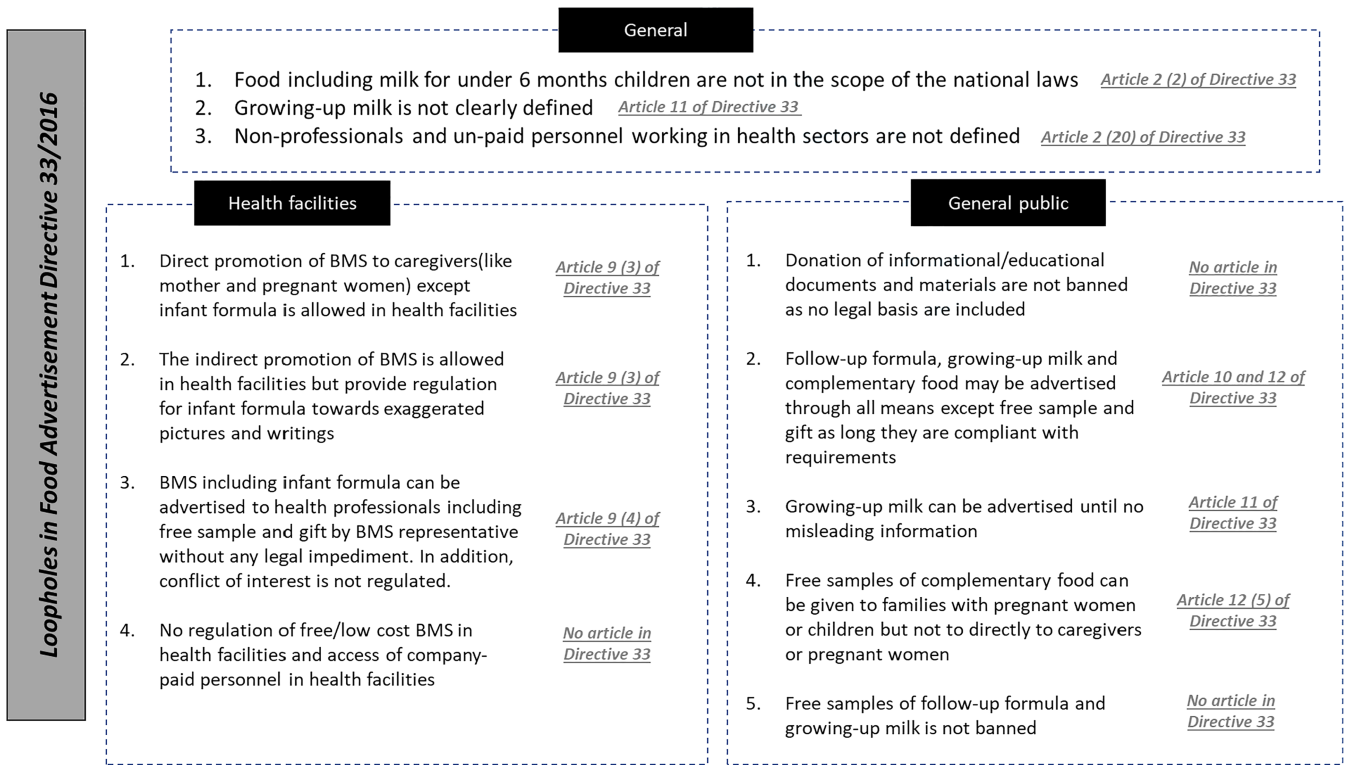 Loopholes in Food Advertisement Directive 33/2016
General
1. Food including milk for under 6 months children are not in the scope of the national laws Article 2 (2) of Directive 33
2. Growing-up milk is not clearly defined Article 11 of Directive 33
3. Non-professionals and un-paid personnel working in health sectors are not defined Article 2 (20) of Directive 33
Health facilities
1. Direct promotion of BMS to caregivers(like
mother and pregnant women) except
infant formula is allowed in health facilities
Article 9 (3) of
Directive 33
2. The indirect promotion of BMS is allowed
in health facilities but provide regulation
for infant formula towards exaggerated
pictures and writings
Article 9 (3) of
Directive 33
3. BMS including infant formula can be
advertised to health professionals including
free sample and gift by BMS representative
without any legal impediment. In addition,
conflict of interest is not regulated.
Article 9 (4) of
Directive 33
4. No regulation of free/low cost BMS in
health facilities and access of company-
paid personnel in health facilities
No article in
Directive 33
General public
1. Donation of informational/educational
documents and materials are not banned
as no legal basis are included
No article in
Directive 33
2. Follow-up formula, growing-up milk and
complementary food may be advertised
through all means except free sample and
gift as long they are compliant with
requirements
Article 10 and 12 of
Directive 33
3. Growing-up milk can be advertised until no
misleading information
Article 11 of
Directive 33
4. Free samples of complementary food can
be given to families with pregnant women
or children but not to directly to caregivers
or pregnant women
Article 12 (5) of
Directive 33
5. Free samples of follow-up formula and
growing-up milk is not banned
No article in
Directive 33